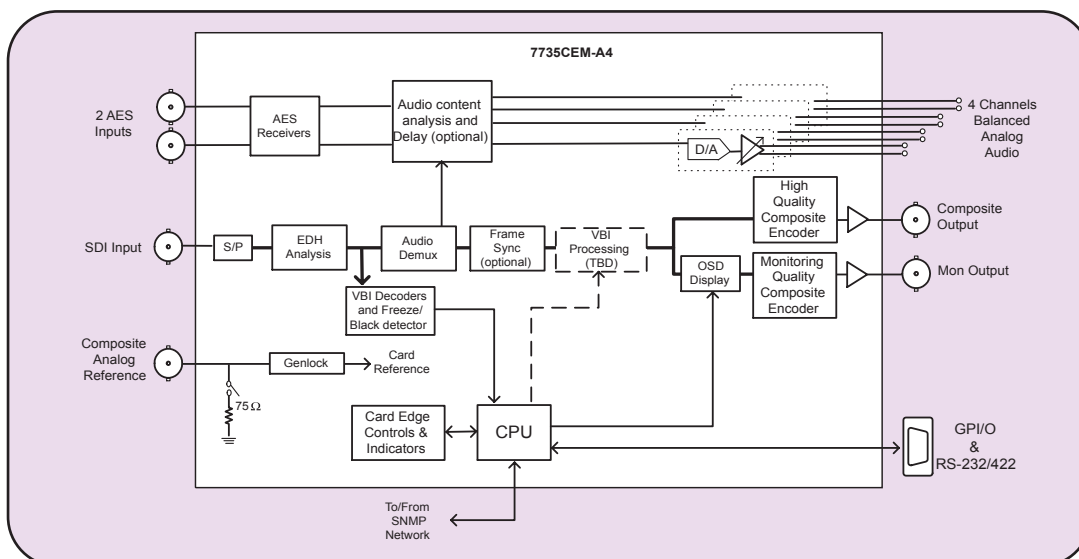 7735CEM-A4
2 AES
Inputs
AES
Receivers
Audio content
analysis and
Delay (optional)
D/A
4 Channels
Balanced
Analog
Audio
SDI Input
S/P
EDH
Analysis
Audio
Demux
Frame
Sync
(optional)
VBI
Processing
(TBD)
High
Quality
Composite
Encoder
Composite
Output
OSD
Display
Monitoring
Quality
Composite
Encoder
Mon Output
VBI Decoders
and Freeze/
Black detector
Composite
Analog
Reference
Genlock
Card
Reference
75Ω
Card Edge
Controls &
Indicators
CPU
GPI/O
&
RS-232/422
To/From
SNMP
Network